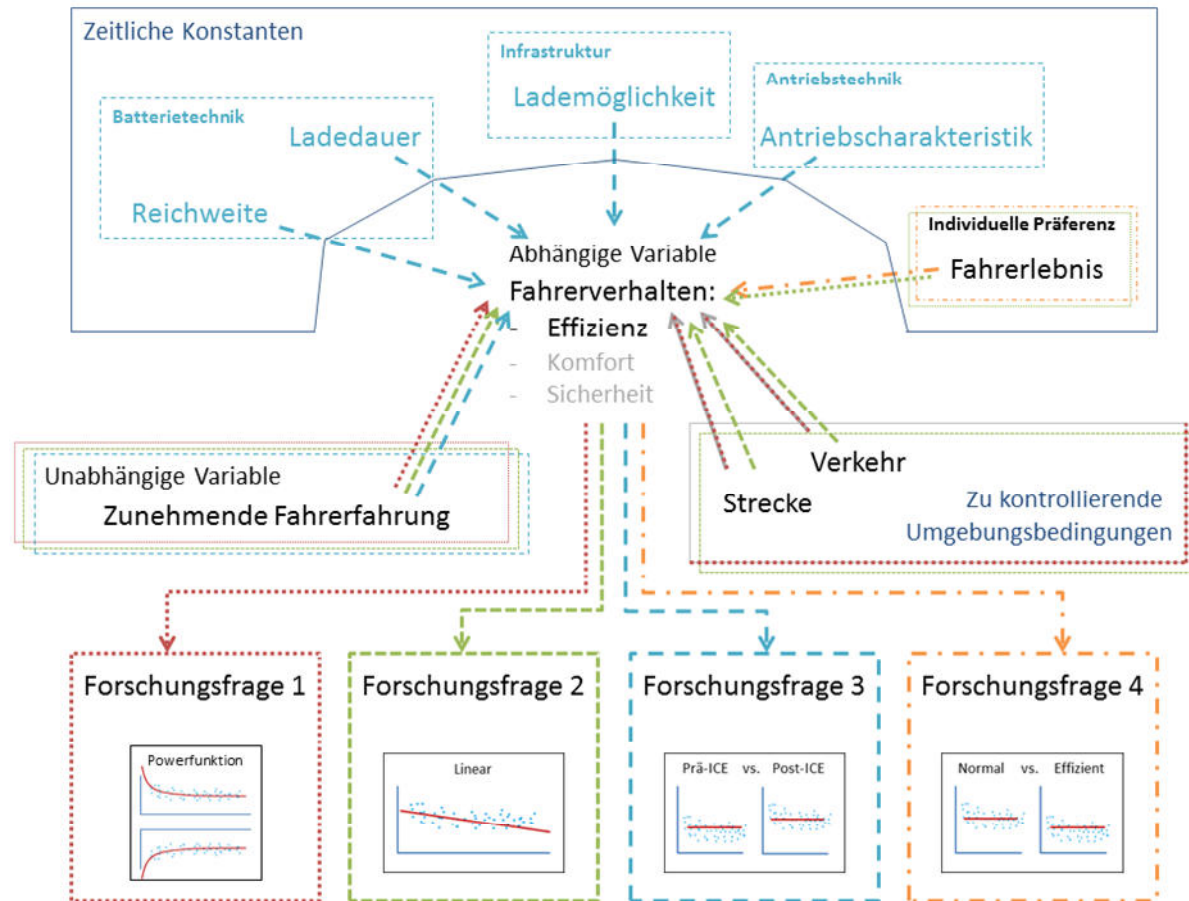 Zeitliche Konstanten
Infrastruktur
Lademöglichkeit
Antriebstechnik
Antriebscharakteristik
Batterietechnik
Ladedauer
Reichweite
Individuelle Präferenz
Fahrerlebnis
Abhängige Variable
Fahrerverhalten:
- Effizienz
- Komfort
- Sicherheit
Unabhängige Variable
Zunehmende Fahrerfahrung
Verkehr
Strecke
Zu kontrollierende
Umgebungsbedingungen
Forschungsfrage 1
Powerfunktion
Forschungsfrage 2
Linear
Forschungsfrage 3
Prä-ICE vs. Post-ICE
Forschungsfrage 4
Normal vs. Effizient